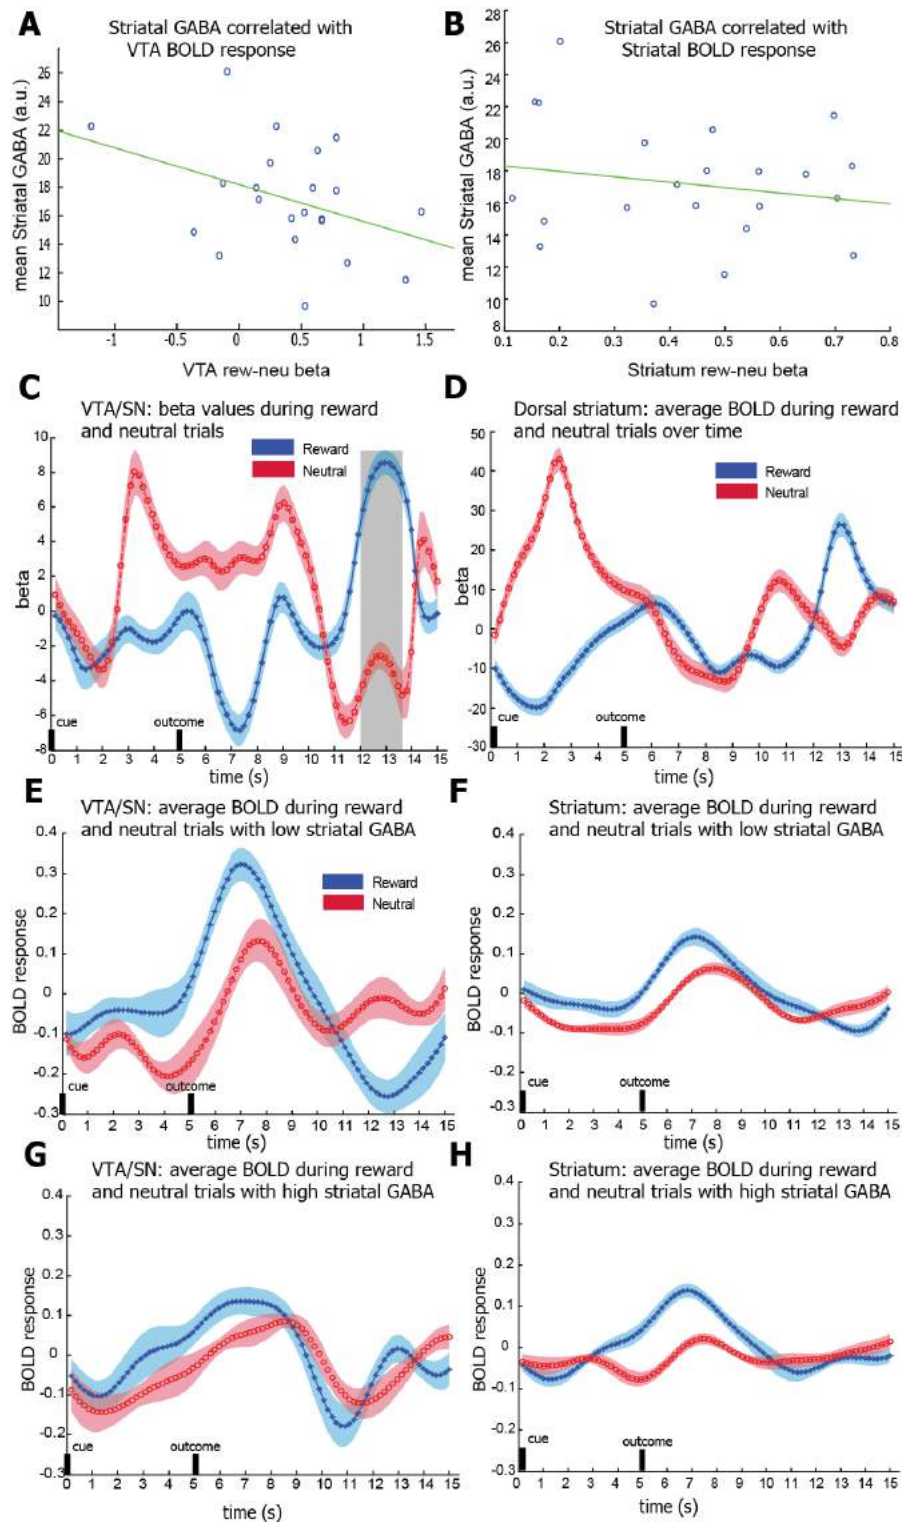 A
Striatal GABA correlated with
VTA BOLD response
mean Striatal GABA (a.u.)
26
24
22
20
18
16
14
12
10
-1
-0.5
0
0.5
1
1.5
VTA rew-neu beta
B
Striatal GABA correlated with
Striatal BOLD response
mean Striatal GABA (a.u.)
28
26
24
22
20
18
16
14
12
10
8
0.1
0.2
0.3
0.4
0.5
0.6
0.7
0.8
Striatum rew-neu beta
C
VTA/SN: beta values during reward
and neutral trials
Reward
Neutral
beta
10
8
6
4
2
0
-2
-4
-6
-8
cue
outcome
0 1 2 3 4 5 6 7 8 9 10 11 12 13 14 15
time (s)
D
Dorsal striatum: average BOLD during reward
and neutral trials over time
Reward
Neutral
beta
50
40
30
20
10
0
-10
-20
-30
cue
outcome
0 1 2 3 4 5 6 7 8 9 10 11 12 13 14 15
time (s)
E
VTA/SN: average BOLD during reward
and neutral trials with low striatal GABA
Reward
Neutral
BOLD response
0.4
0.3
0.2
0.1
0
-0.1
-0.2
-0.3
cue
outcome
0 1 2 3 4 5 6 7 8 9 10 11 12 13 14 15
time (s)
F
Striatum: average BOLD during reward
and neutral trials with low striatal GABA
BOLD response
0.4
0.3
0.2
0.1
0
-0.1
-0.2
-0.3
cue
outcome
0 1 2 3 4 5 6 7 8 9 10 11 12 13 14 15
time (s)
G
VTA/SN: average BOLD during reward
and neutral trials with high striatal GABA
BOLD response
0.4
0.3
0.2
0.1
0
-0.1
-0.2
-0.3
cue
outcome
0 1 2 3 4 5 6 7 8 9 10 11 12 13 14 15
time (s)
H
Striatum: average BOLD during reward
and neutral trials with high striatal GABA
BOLD response
0.4
0.3
0.2
0.1
0
-0.1
-0.2
-0.3
cue
outcome
0 1 2 3 4 5 6 7 8 9 10 11 12 13 14 15
time (s)